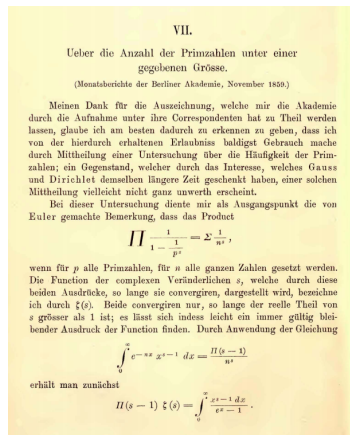 VII.
Ueber die Anzahl der Primzahlen unter einer
gegebenen Grösse.
(Monatsberichte der Berliner Akademie, November 1859.)
Meinen Dank für die Auszeichnung, welche mir die Akademie
durch die Aufnahme unter ihre Correspondenten hat zu Theil werden
lassen, glaube ich am besten dadurch zu erkennen zu geben, dass ich
von der hierdurch erhaltenen Erlaubniss baldigst Gebrauch mache
durch Mittheilung einer Untersuchung über die Häufigkeit der Prim-
zahlen; ein Gegenstand, welcher durch das Interesse, welches Gauss
und Dirichlet demselben längere Zeit geschenkt haben, einer solchen
Mittheilung vielleicht nicht ganz unwerth erscheint.
Bei dieser Untersuchung diente mir als Ausgangspunkt die von
Euler gemachte Bemerkung, dass das Product
∏ 1/(1 − 1/p^s) = Σ 1/n^s,
wenn für p alle Primzahlen, für n alle ganzen Zahlen gesetzt werden.
Die Function der complexen Veränderlichen s, welche durch diese
beiden Ausdrücke, so lange sie convergiren, dargestellt wird, bezeichne
ich durch ζ(s). Beide convergiren nur, so lange der reelle Theil von
s grösser als 1 ist; es lässt sich indess leicht ein immer gültig blei-
bender Ausdruck der Function finden. Durch Anwendung der Gleichung
∫_0^∞ e^{−nx} x^{s−1} dx = Π(s − 1)/n^s
erhält man zunächst
Π(s − 1) ζ(s) = ∫_0^∞ x^{s−1} dx/(e^x − 1).